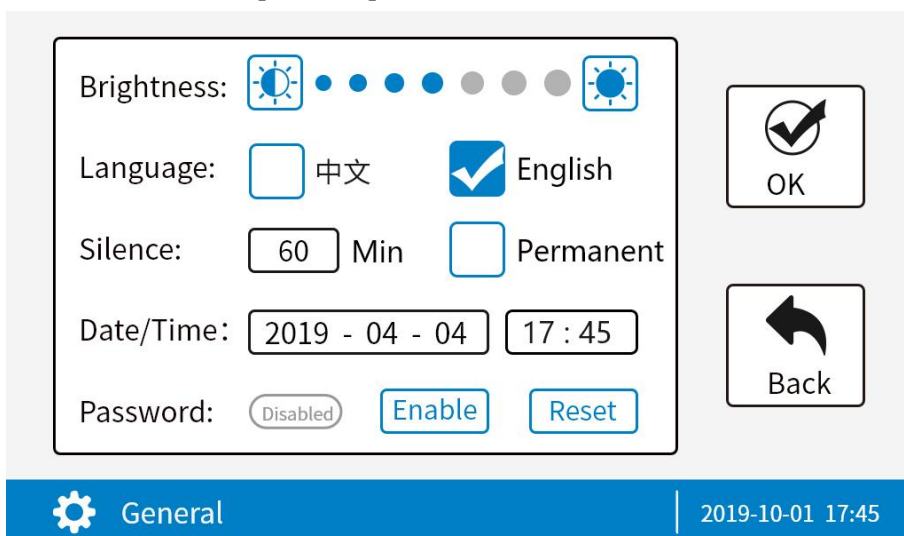 Brightness:
Language: 中文 English
Silence: 60 Min Permanent
Date/Time: 2019 - 04 - 04 17 : 45
Password: Disabled Enable Reset
OK
Back
General 2019-10-01 17:45